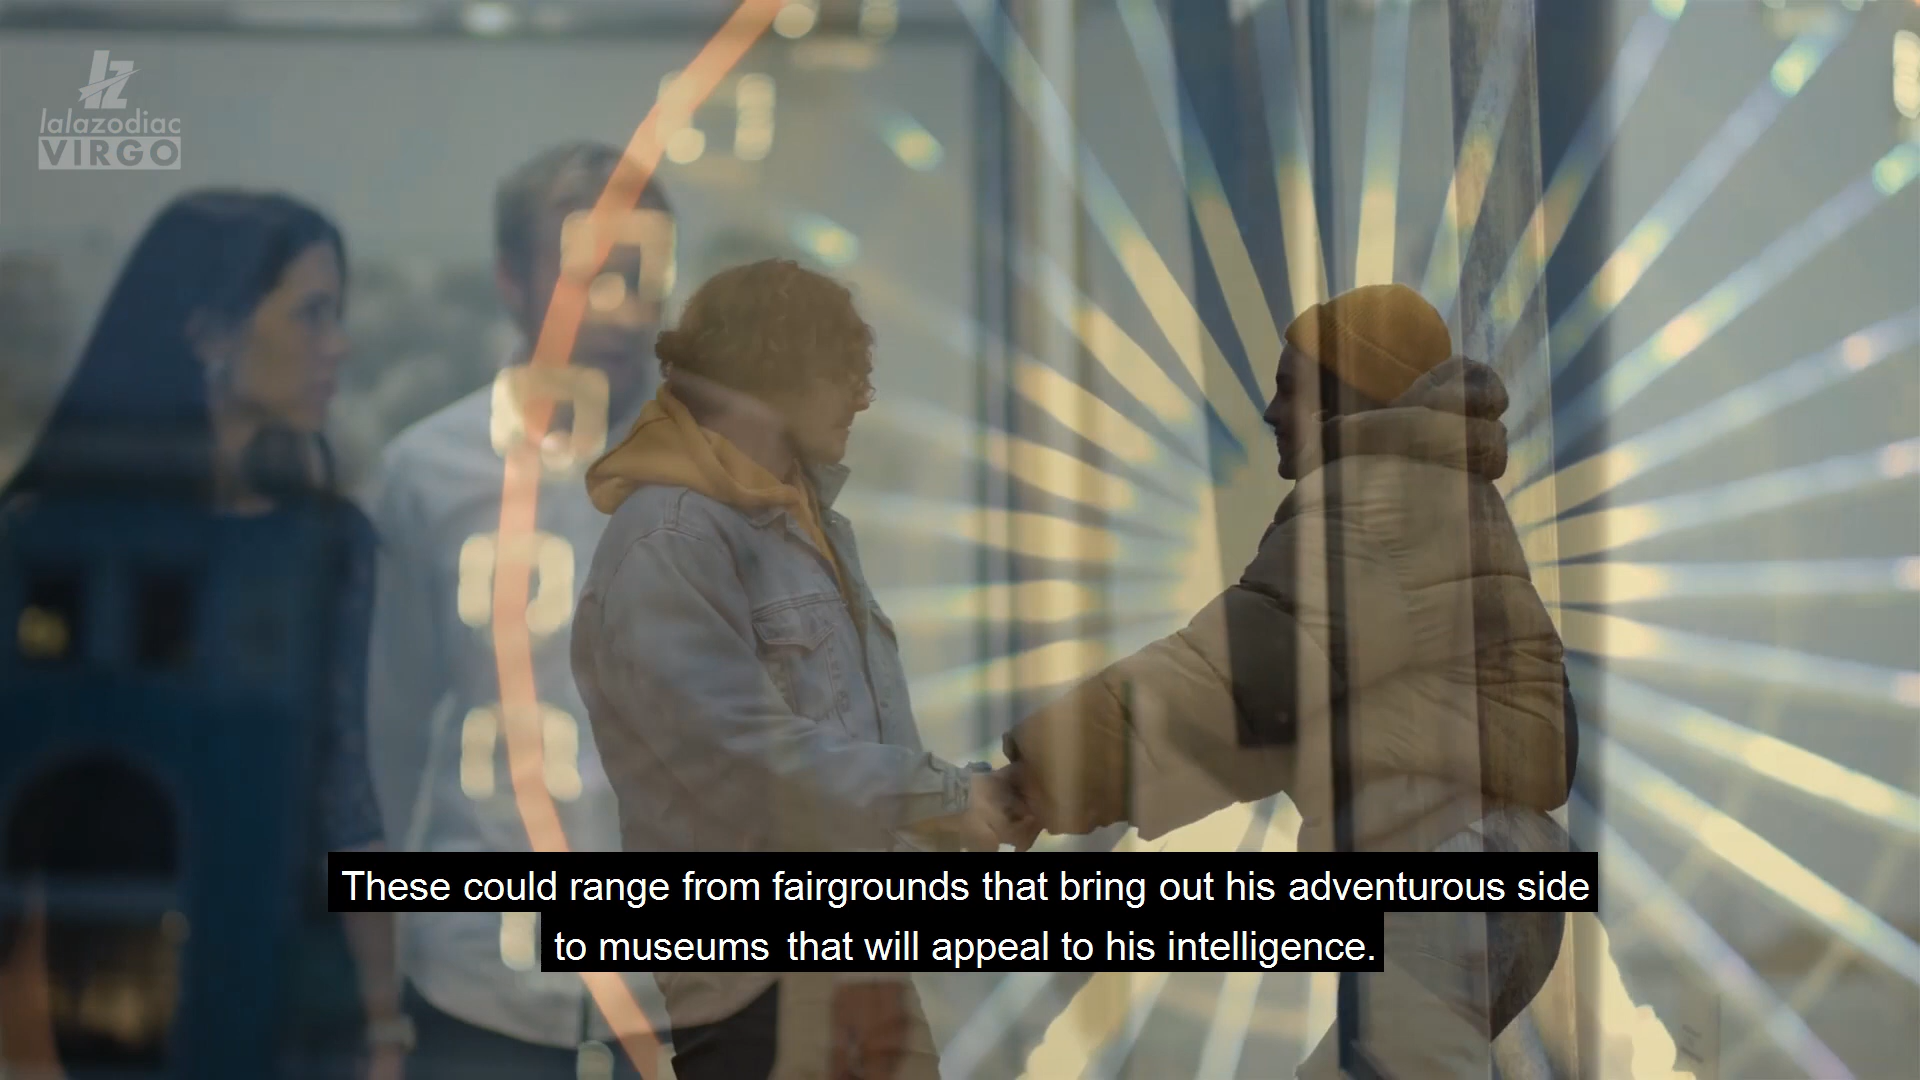 lalazodiac
VIRGO
These could range from fairgrounds that bring out his adventurous side
to museums that will appeal to his intelligence.